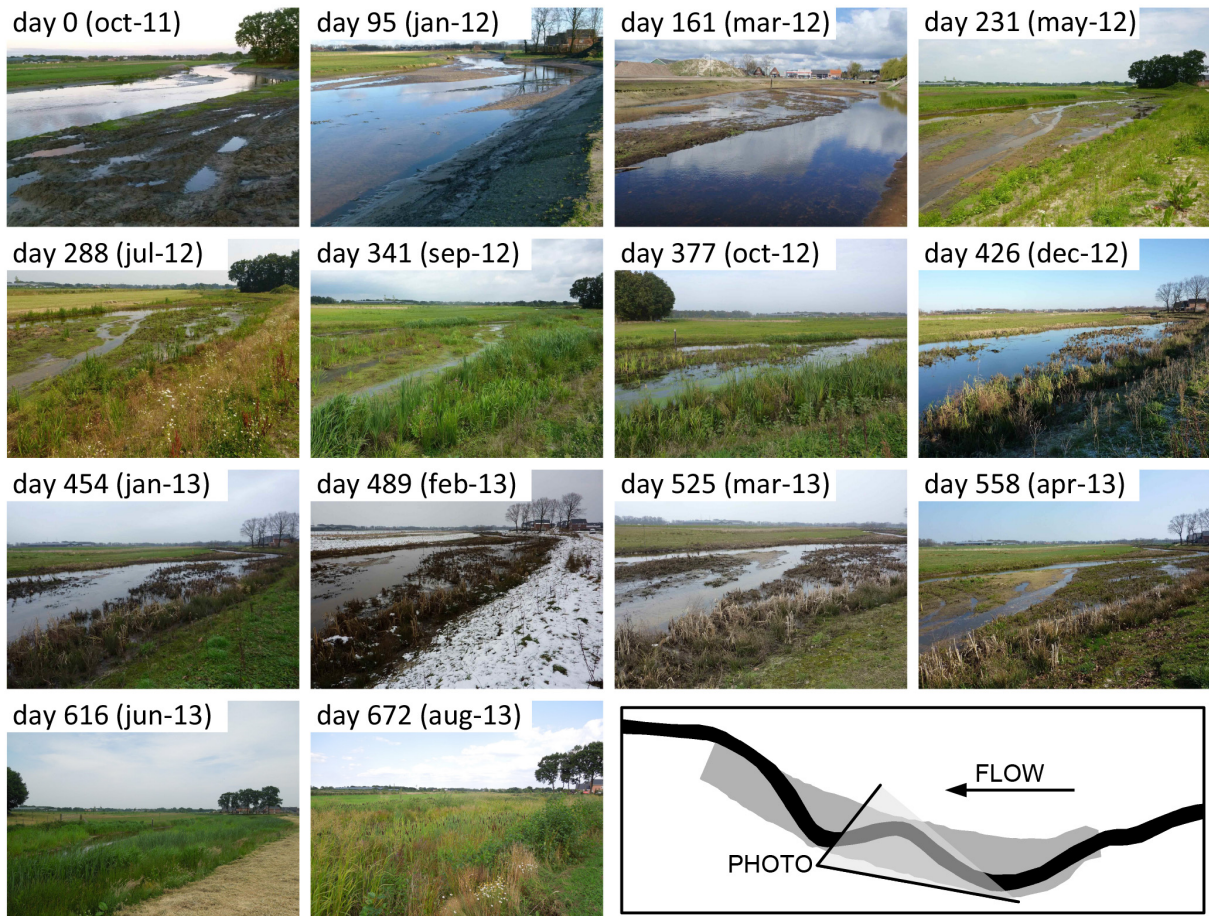 day 0 (oct-11)
day 95 (jan-12)
day 161 (mar-12)
day 231 (may-12)
day 288 (jul-12)
day 341 (sep-12)
day 377 (oct-12)
day 426 (dec-12)
day 454 (jan-13)
day 489 (feb-13)
day 525 (mar-13)
day 558 (apr-13)
day 616 (jun-13)
day 672 (aug-13)
FLOW
PHOTO